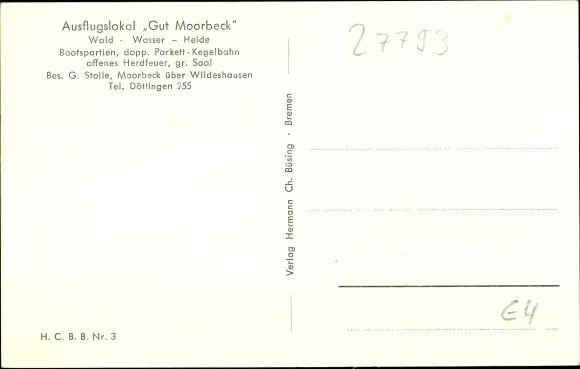 Ausflugslokal „Gut Moorbeck"
Wald - Wasser – Heide
Bootspartien, dopp. Parkett-Kegelbahn
offenes Herdfeuer, gr. Saal
Bes. G. Stolle, Moorbeck über Wildeshausen
Tel. Dötlingen 255
27793
Verlag Hermann Ch. Büsing · Bremen
E4
H. C. B. B. Nr. 3